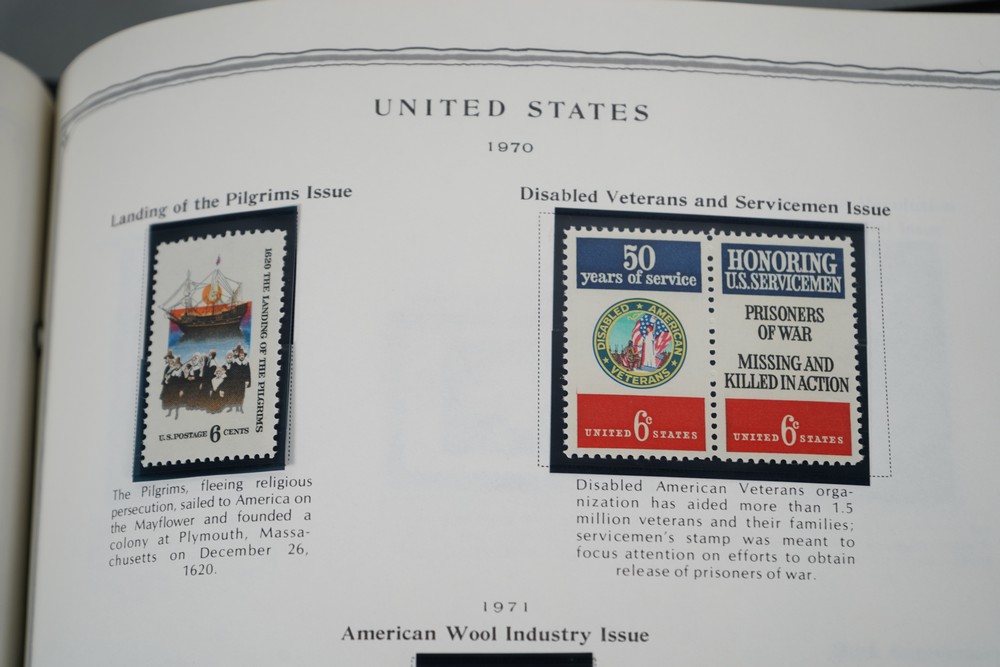 UNITED STATES
1970
Landing of the Pilgrims Issue
1620 THE LANDING OF THE PILGRIMS
U.S. POSTAGE 6 CENTS
The Pilgrims, fleeing religious
persecution, sailed to America on
the Mayflower and founded a
colony at Plymouth, Massa-
chusetts on December 26,
1620.
Disabled Veterans and Servicemen Issue
50
years of service
DISABLED AMERICAN
VETERANS
UNITED 6c STATES
HONORING
U.S. SERVICEMEN
PRISONERS
OF WAR
MISSING AND
KILLED IN ACTION
UNITED 6c STATES
Disabled American Veterans orga-
nization has aided more than 1.5
million veterans and their families;
servicemen's stamp was meant to
focus attention on efforts to obtain
release of prisoners of war.
1971
American Wool Industry Issue